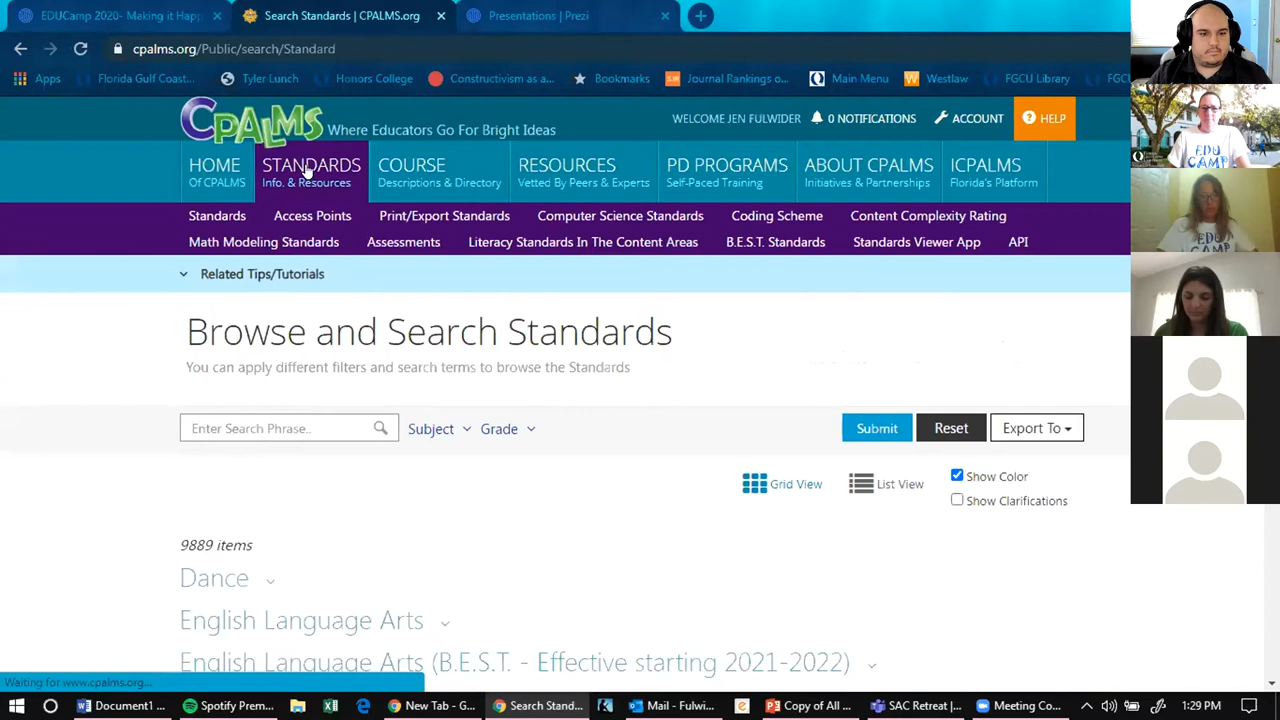 EDUCamp 2020- Making it Happ
Search Standards | CPALMS.org
Presentations | Prezi
cpalms.org/Public/search/Standard
Apps
Florida Gulf Coast...
Tyler Lunch
Honors College
Constructivism as a...
Bookmarks
Journal Rankings o...
Main Menu
Westlaw
FGCU Library
FGCU
CPALMS Where Educators Go For Bright Ideas
WELCOME JEN FULWIDER
0 NOTIFICATIONS
ACCOUNT
HELP
HOME
Of CPALMS
STANDARDS
Info. & Resources
COURSE
Descriptions & Directory
RESOURCES
Vetted By Peers & Experts
PD PROGRAMS
Self-Paced Training
ABOUT CPALMS
Initiatives & Partnerships
ICPALMS
Florida's Platform
Standards Access Points Print/Export Standards Computer Science Standards Coding Scheme Content Complexity Rating
Math Modeling Standards Assessments Literacy Standards In The Content Areas B.E.S.T. Standards Standards Viewer App API
Related Tips/Tutorials
Browse and Search Standards
You can apply different filters and search terms to browse the Standards
Enter Search Phrase..
Subject
Grade
Submit
Reset
Export To
Grid View
List View
Show Color
Show Clarifications
9889 items
Dance
English Language Arts
English Language Arts (B.E.S.T. - Effective starting 2021-2022)
Waiting for www.cpalms.org...
EDU
CAMP
EDU
CAMP
Document1 ...
Spotify Prem...
New Tab - G...
Search Stand...
Mail - Fulwi...
Copy of All ...
SAC Retreat |...
Meeting Co...
1:29 PM